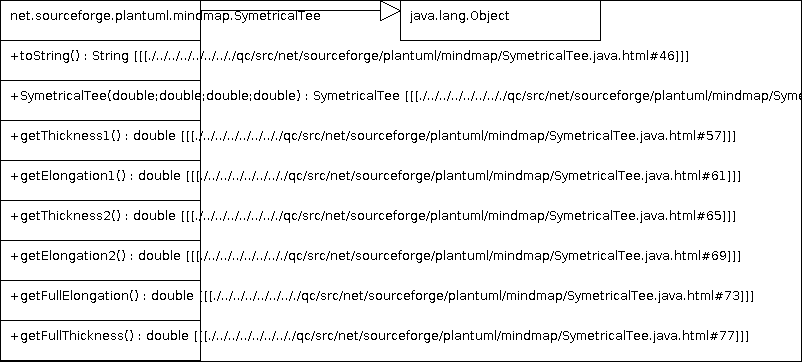 net.sourceforge.plantuml.mindmap.SymetricalTee
java.lang.Object
+toString() : String [[[./../../../../../../qc/src/net/sourceforge/plantuml/mindmap/SymetricalTee.java.html#46]]]
+SymetricalTee(double;double;double;double) : SymetricalTee [[[./../../../../../../qc/src/net/sourceforge/plantuml/mindmap/Syme
+getThickness1() : double [[[./../../../../../../qc/src/net/sourceforge/plantuml/mindmap/SymetricalTee.java.html#57]]]
+getElongation1() : double [[[./../../../../../../qc/src/net/sourceforge/plantuml/mindmap/SymetricalTee.java.html#61]]]
+getThickness2() : double [[[./../../../../../../qc/src/net/sourceforge/plantuml/mindmap/SymetricalTee.java.html#65]]]
+getElongation2() : double [[[./../../../../../../qc/src/net/sourceforge/plantuml/mindmap/SymetricalTee.java.html#69]]]
+getFullElongation() : double [[[./../../../../../../qc/src/net/sourceforge/plantuml/mindmap/SymetricalTee.java.html#73]]]
+getFullThickness() : double [[[./../../../../../../qc/src/net/sourceforge/plantuml/mindmap/SymetricalTee.java.html#77]]]